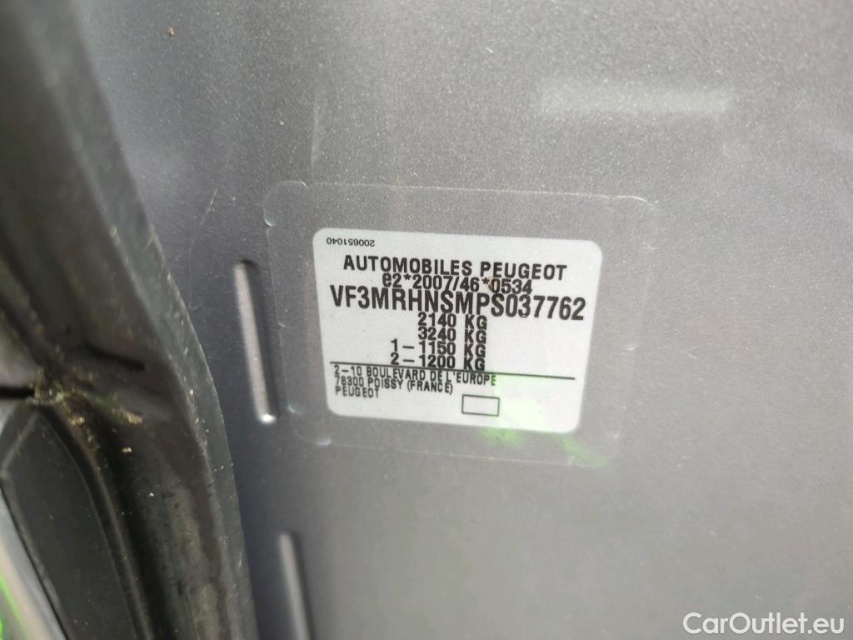 200651040
AUTOMOBILES PEUGEOT
e2*2007/46*0534
VF3MRHNSMPS037762
2140 KG
3240 KG
1-1150 KG
2-1200 KG
2-10 BOULEVARD DE L'EUROPE
78300 POISSY (FRANCE)
PEUGEOT
CarOutlet.eu